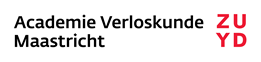 Academie Verloskunde
Maastricht
ZU
YD